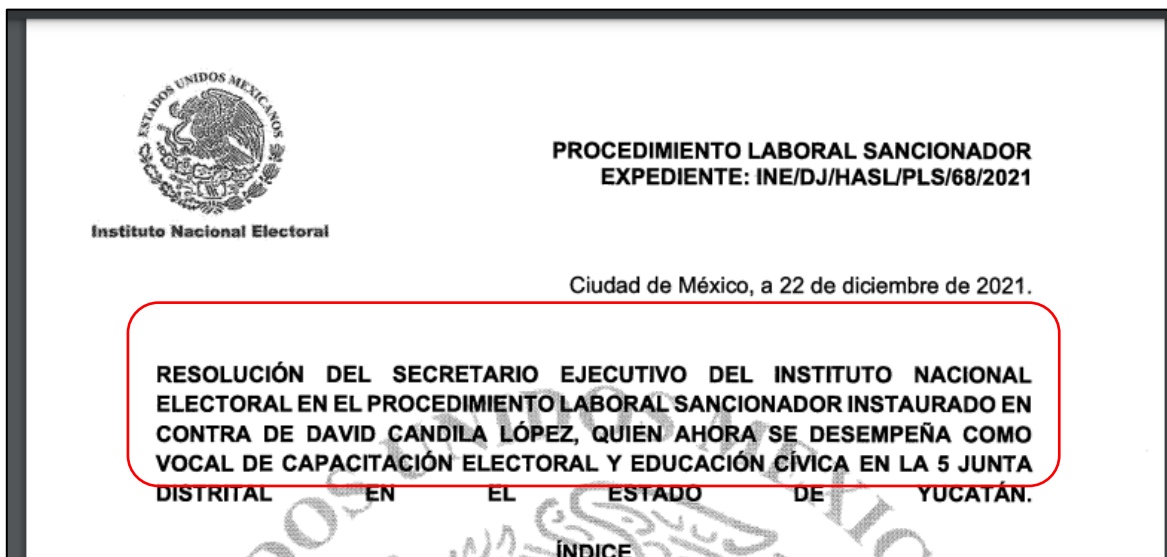 ESTADOS UNIDOS MEXICANOS
Instituto Nacional Electoral
PROCEDIMIENTO LABORAL SANCIONADOR
EXPEDIENTE: INE/DJ/HASL/PLS/68/2021
Ciudad de México, a 22 de diciembre de 2021.
RESOLUCIÓN DEL SECRETARIO EJECUTIVO DEL INSTITUTO NACIONAL
ELECTORAL EN EL PROCEDIMIENTO LABORAL SANCIONADOR INSTAURADO EN
CONTRA DE DAVID CANDILA LÓPEZ, QUIEN AHORA SE DESEMPEÑA COMO
VOCAL DE CAPACITACIÓN ELECTORAL Y EDUCACIÓN CÍVICA EN LA 5 JUNTA
DISTRITAL EN EL ESTADO DE YUCATÁN.
ÍNDICE